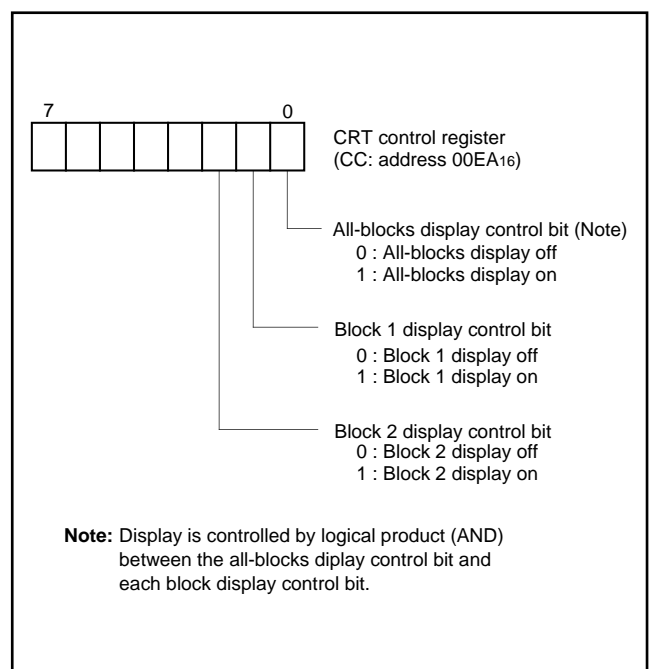 7 0
CRT control register
(CC: address 00EA16)
All-blocks display control bit (Note)
0 : All-blocks display off
1 : All-blocks display on
Block 1 display control bit
0 : Block 1 display off
1 : Block 1 display on
Block 2 display control bit
0 : Block 2 display off
1 : Block 2 display on
Note: Display is controlled by logical product (AND)
between the all-blocks diplay control bit and
each block display control bit.